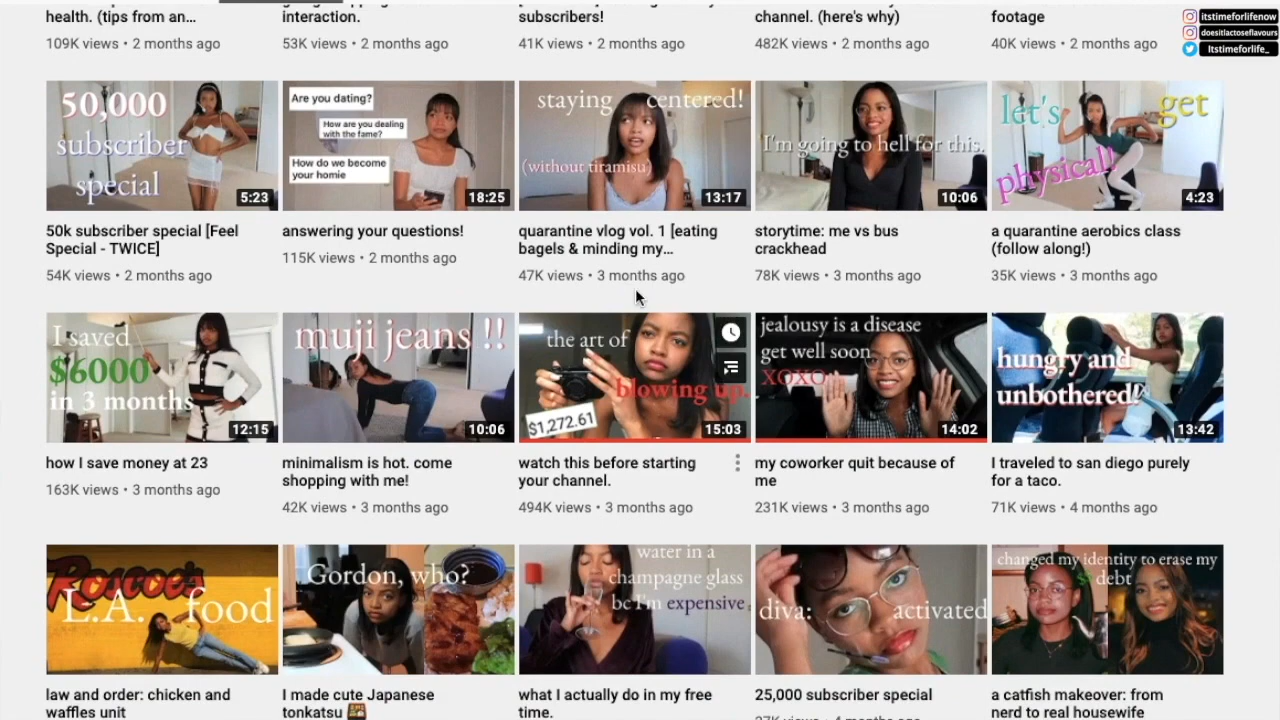 health. (tips from an...
interaction.
subscribers!
channel. (here's why)
footage
109K views • 2 months ago
53K views • 2 months ago
41K views • 2 months ago
482K views • 2 months ago
40K views • 2 months ago
itstimeforlifenow
doesitlactoseflavours
Itstimeforlife_
50,000
subscriber
special
5:23
Are you dating?
How are you dealing
with the fame?
How do we become
your homie
18:25
staying centered!
(without tiramisu)
13:17
I'm going to hell for this.
10:06
let's get
physical!
4:23
50k subscriber special [Feel
Special - TWICE]
54K views • 2 months ago
answering your questions!
115K views • 2 months ago
quarantine vlog vol. 1 [eating
bagels & minding my...
47K views • 3 months ago
storytime: me vs bus
crackhead
78K views • 3 months ago
a quarantine aerobics class
(follow along!)
35K views • 3 months ago
I saved
$6000
in 3 months
12:15
muji jeans !!
10:06
the art of
blowing up.
$1,272.61
15:03
jealousy is a disease
get well soon
XOXO
14:02
hungry and
unbothered!
13:42
how I save money at 23
163K views • 3 months ago
minimalism is hot. come
shopping with me!
42K views • 3 months ago
watch this before starting
your channel.
494K views • 3 months ago
my coworker quit because of
me
231K views • 3 months ago
I traveled to san diego purely
for a taco.
71K views • 4 months ago
Roscoe's
L.A. food
Gordon, who?
water in a
champagne glass
bc I'm expensive
diva: activated
changed my identity to erase my
debt
law and order: chicken and
waffles unit
I made cute Japanese
tonkatsu
what I actually do in my free
time.
25,000 subscriber special
a catfish makeover: from
nerd to real housewife